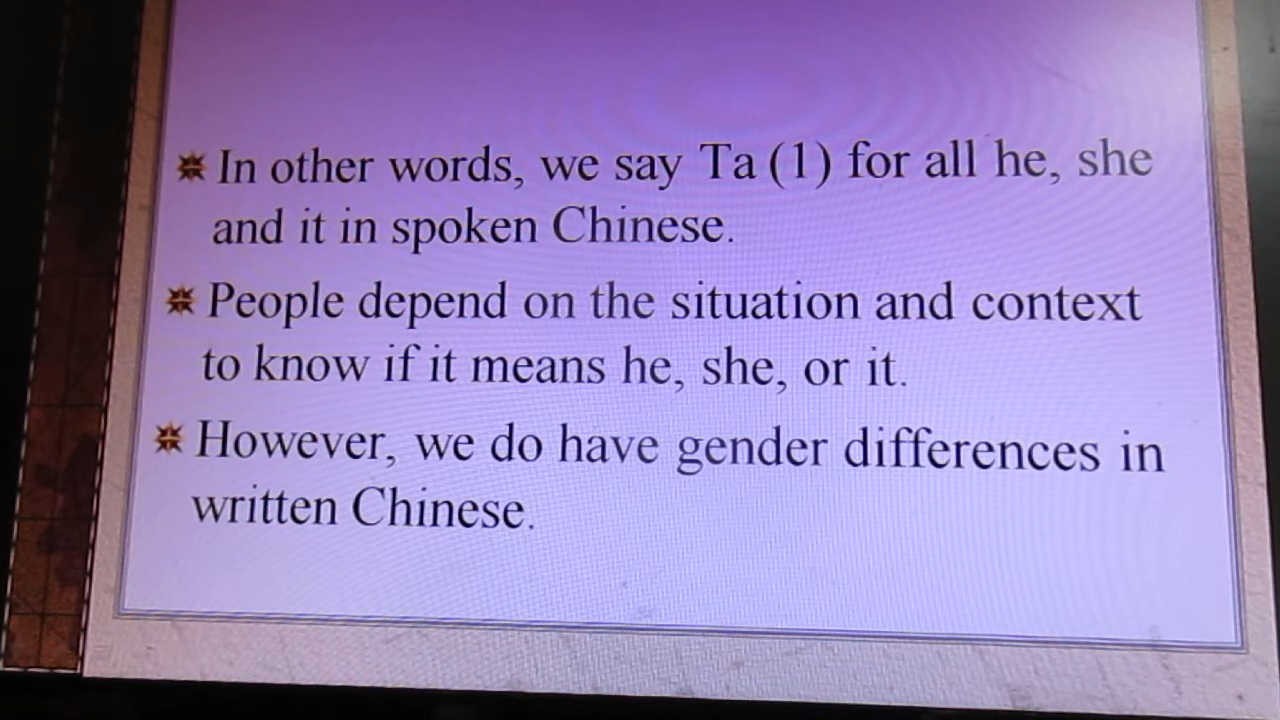 In other words, we say Ta (1) for all he, she
and it in spoken Chinese.
People depend on the situation and context
to know if it means he, she, or it.
However, we do have gender differences in
written Chinese.